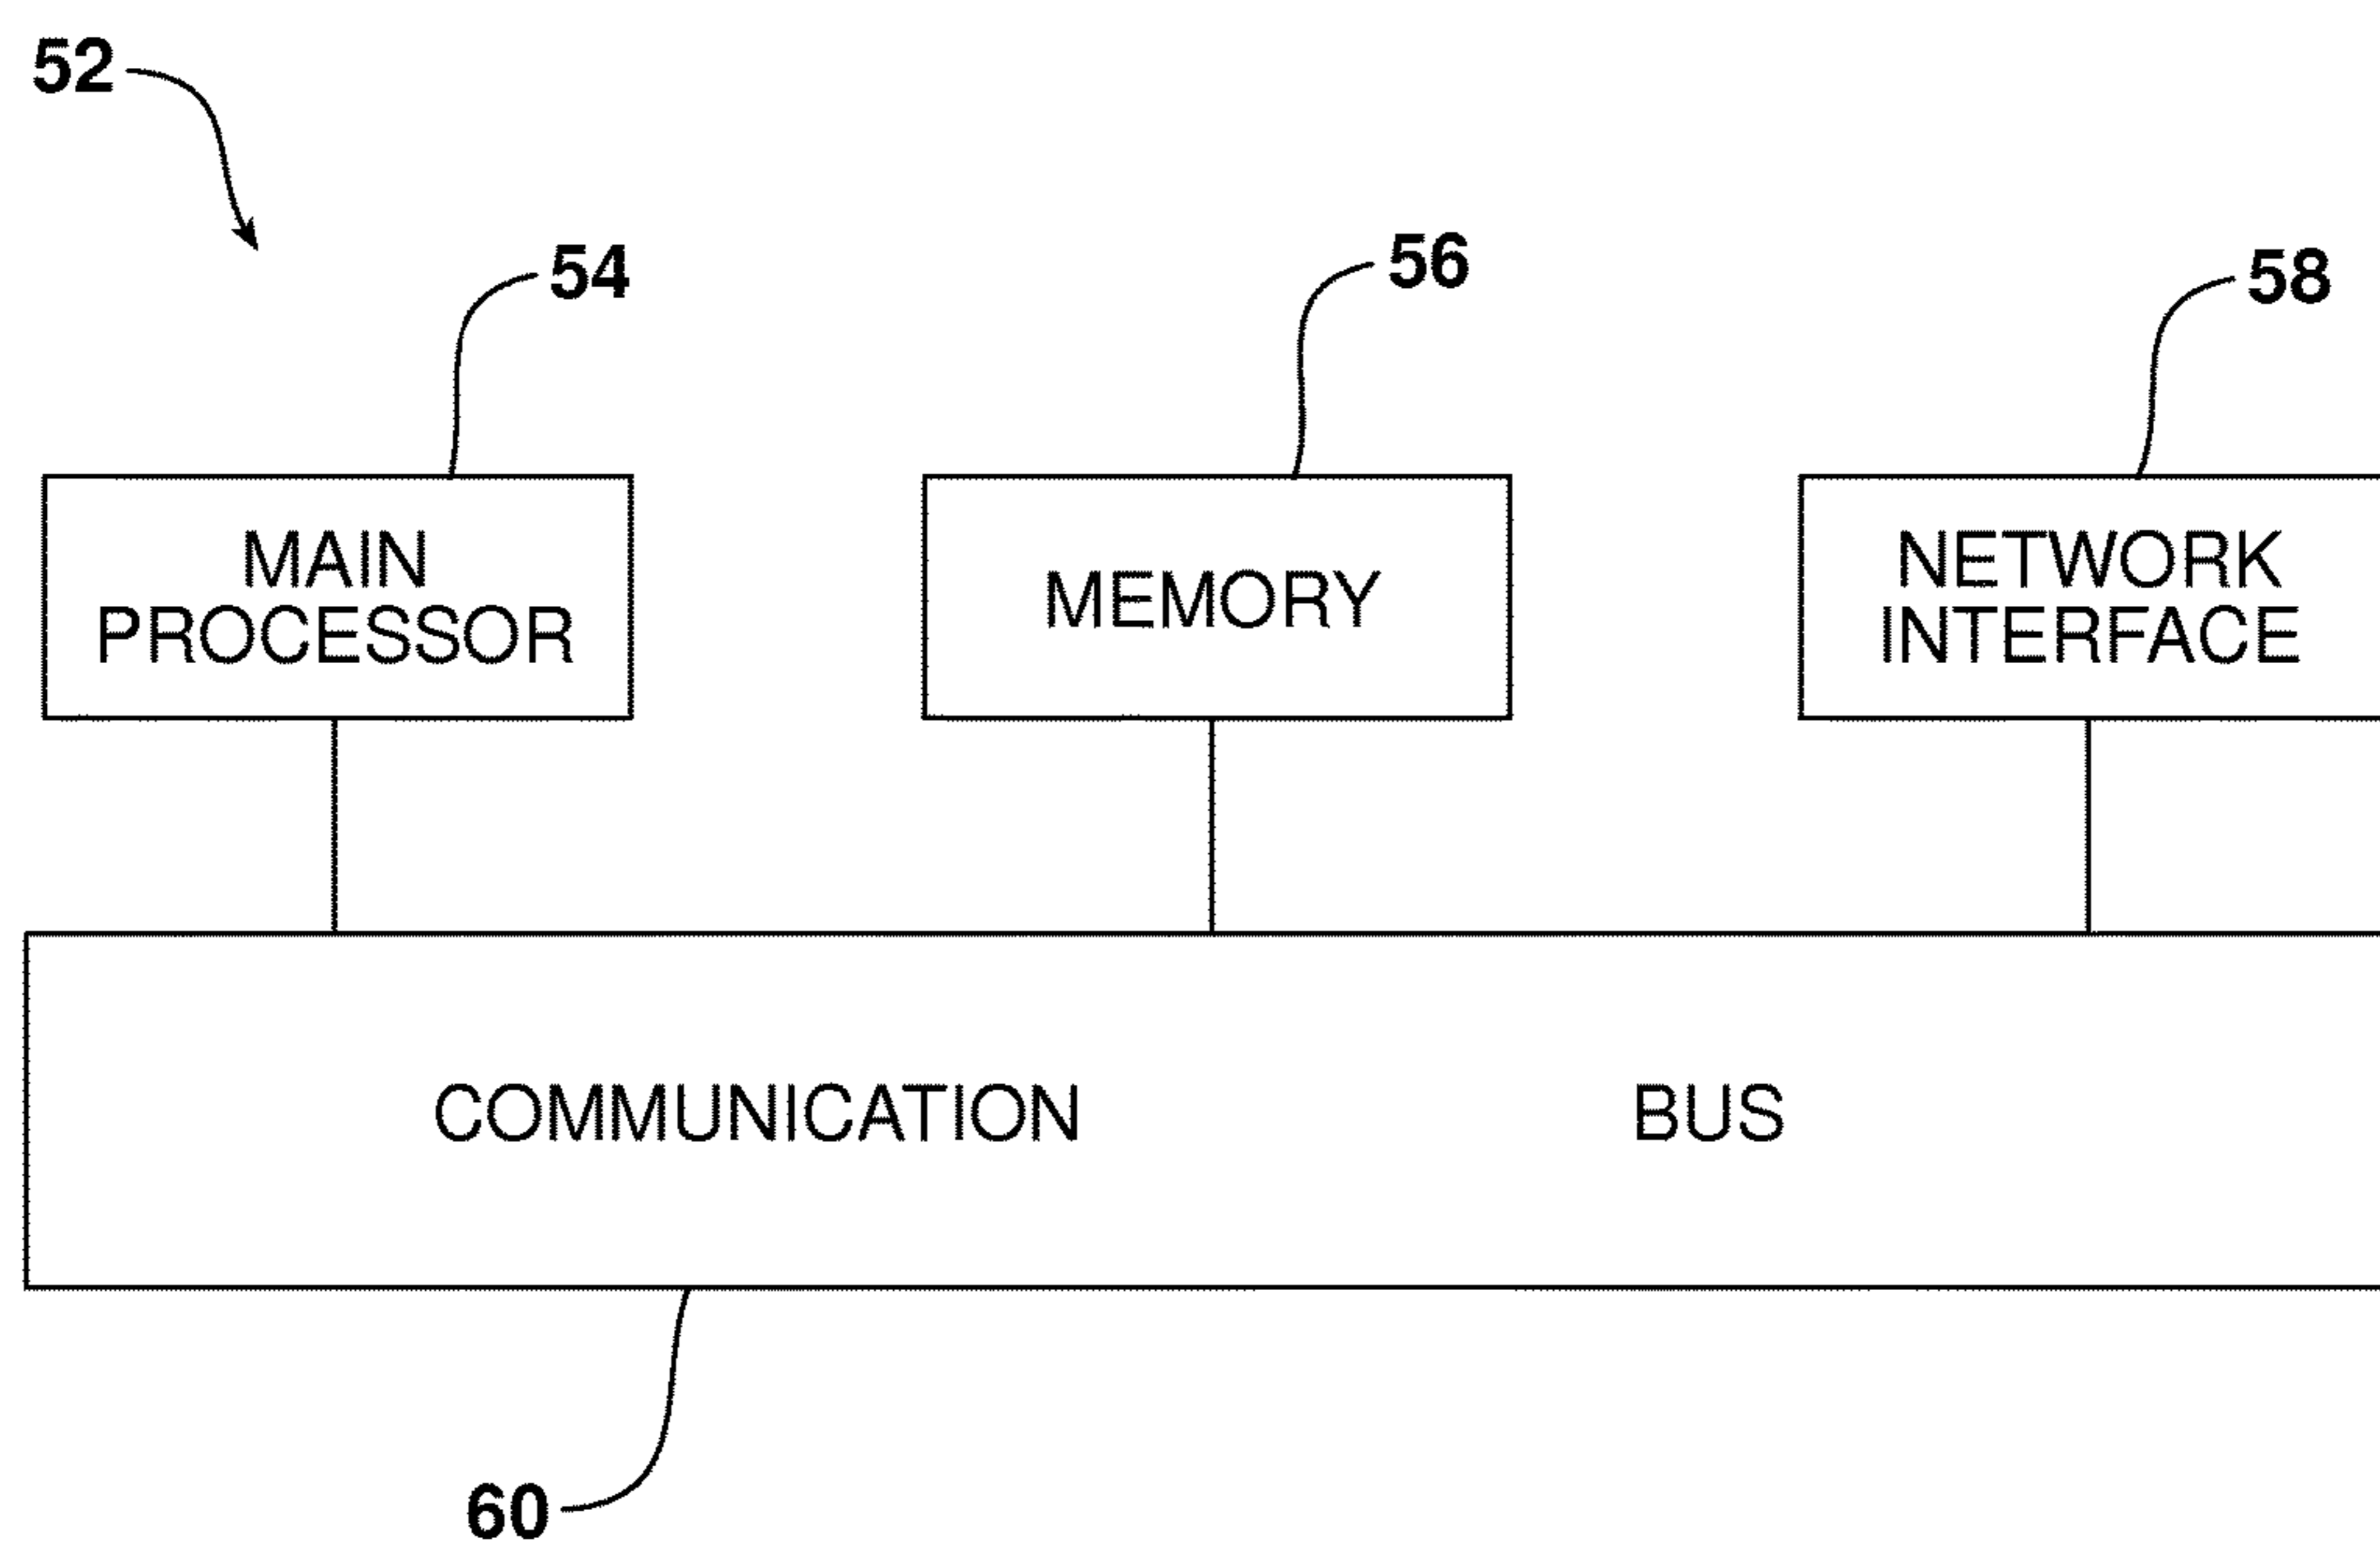 52
54
56
58
MAIN
PROCESSOR
MEMORY
NETWORK
INTERFACE
COMMUNICATION BUS
60